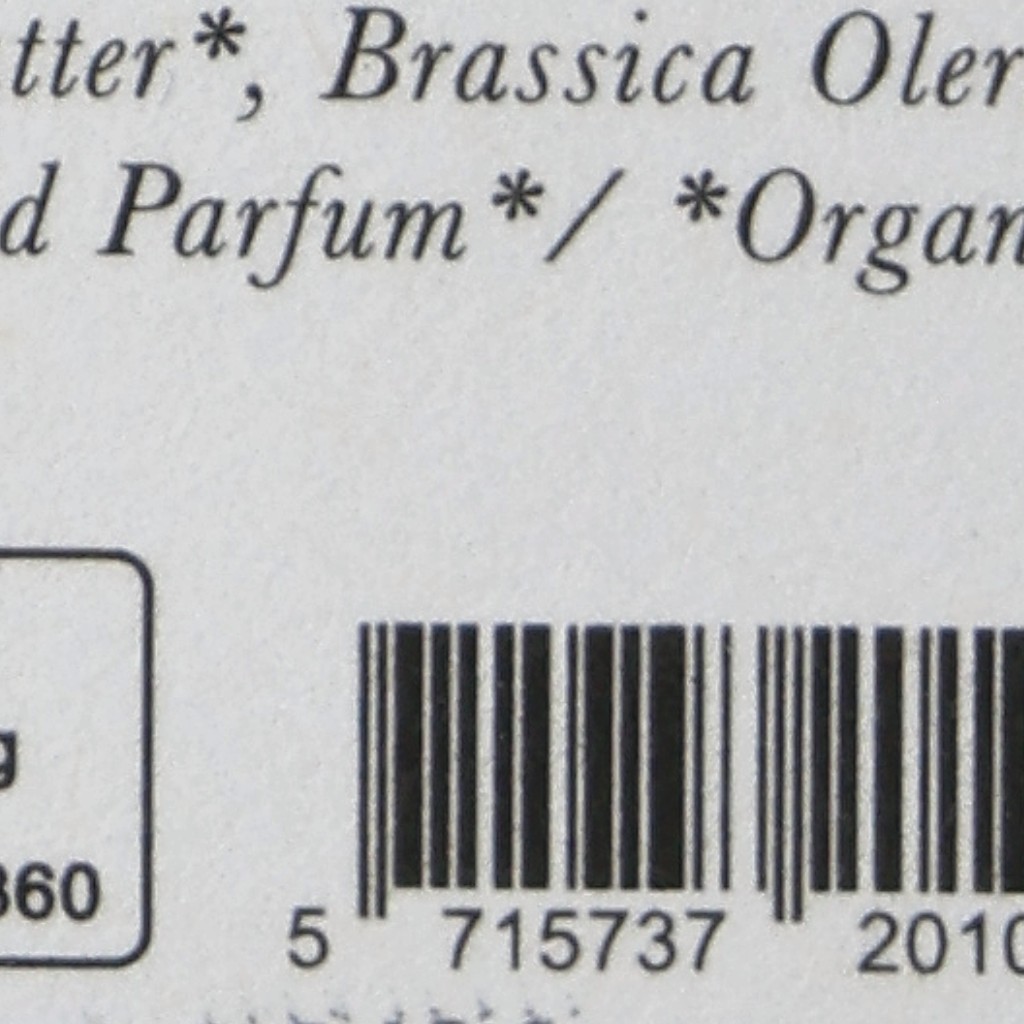 tter*, Brassica Oler
d Parfum*/ *Organ
g
360
5 715737 2010